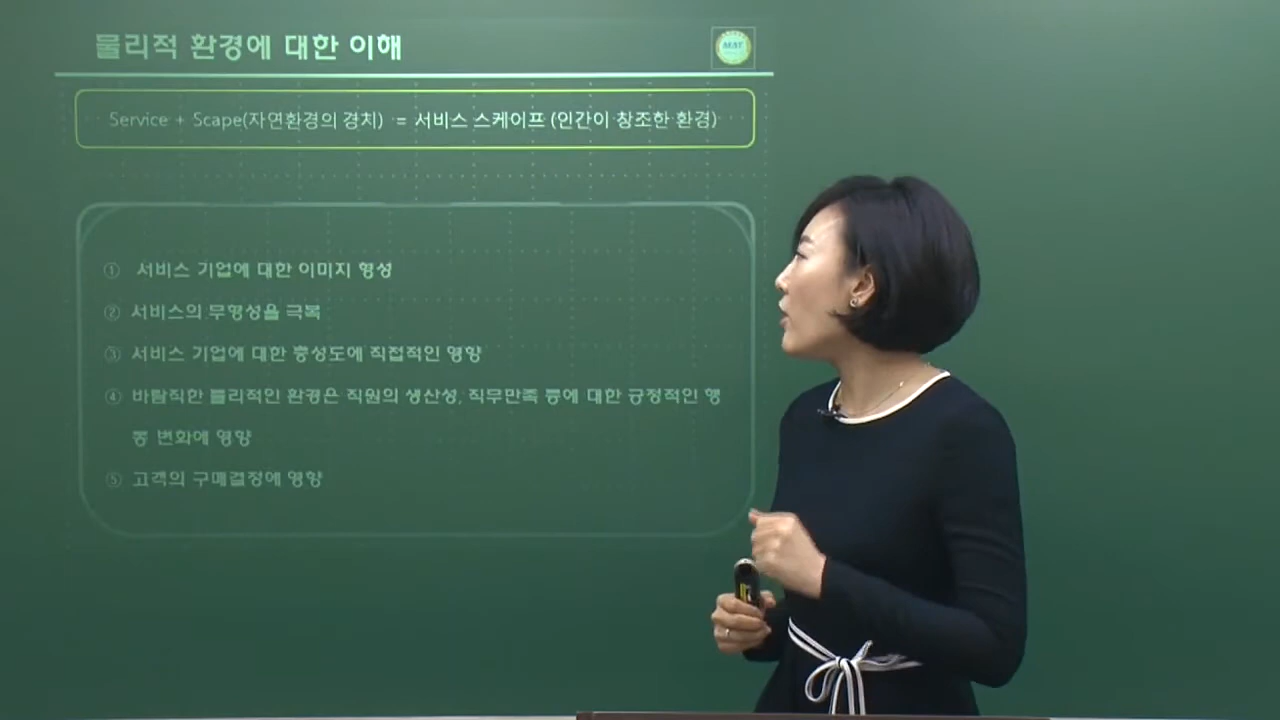 물리적 환경에 대한 이해
MAT
Service + Scape(자연환경의 경치) = 서비스 스케이프 (인간이 창조한 환경)
① 서비스 기업에 대한 이미지 형성
② 서비스의 무형성을 극복
③ 서비스 기업에 대한 충성도에 직접적인 영향
④ 바람직한 물리적인 환경은 직원의 생산성, 직무만족 등에 대한 긍정적인 행
동 변화에 영향
⑤ 고객의 구매결정에 영향